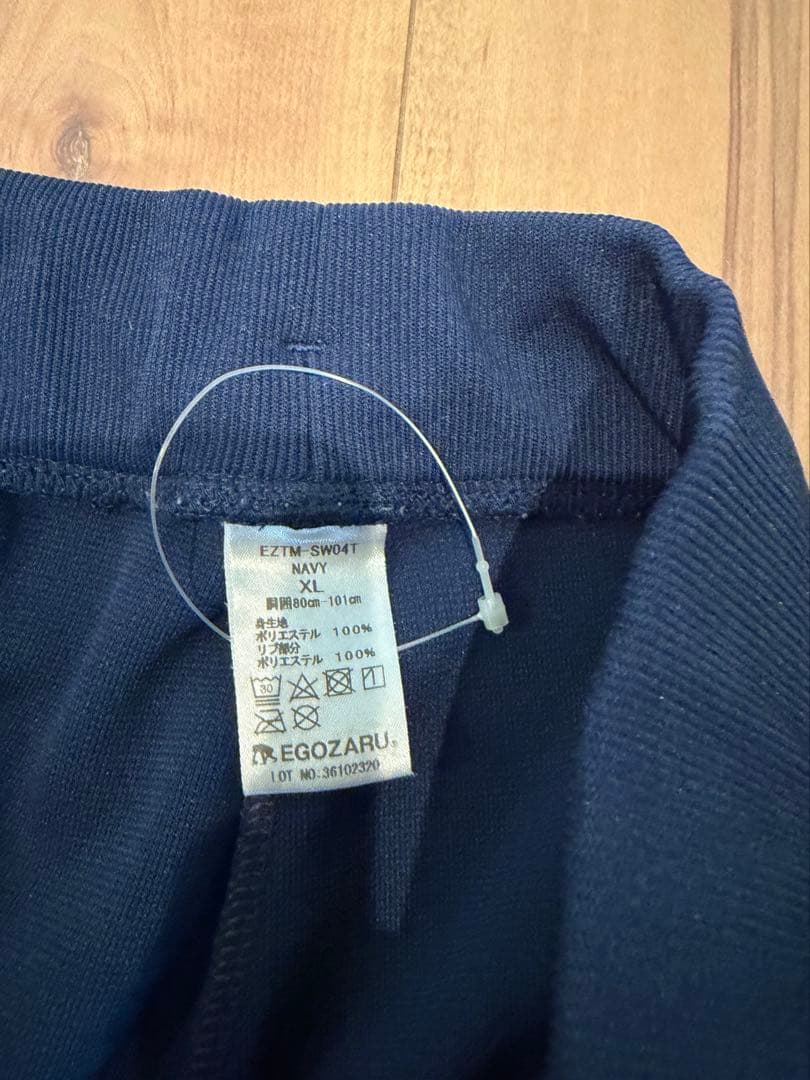 EZTM-SW04T
NAVY
XL
胴囲80cm-101cm
身生地
ポリエステル 100%
リブ部分
ポリエステル 100%
30
EGOZARU
LOT NO:36102320